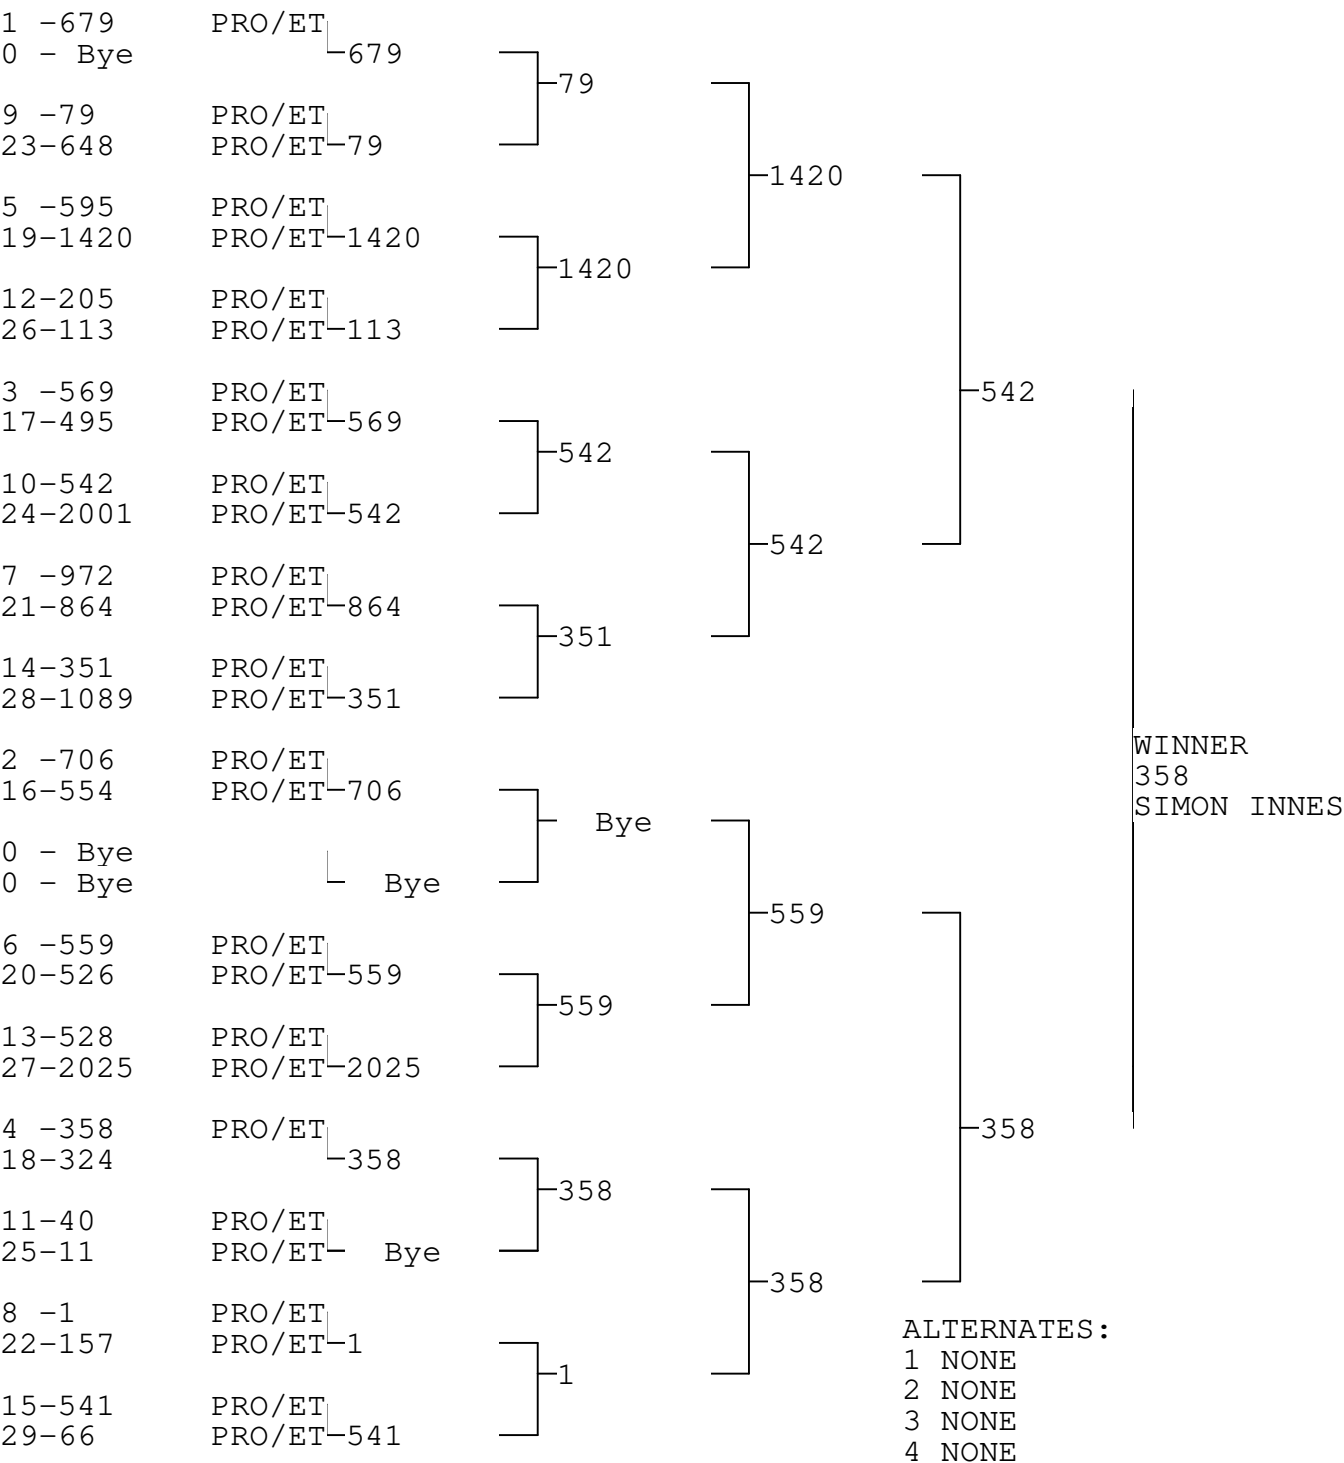 1 -679 PRO/ET
0 - Bye 679
79
9 -79 PRO/ET
23-648 PRO/ET 79
1420
5 -595 PRO/ET
19-1420 PRO/ET 1420
1420
12-205 PRO/ET
26-113 PRO/ET 113
3 -569 PRO/ET 542
17-495 PRO/ET 569
542
10-542 PRO/ET
24-2001 PRO/ET 542
542
7 -972 PRO/ET
21-864 PRO/ET 864
351
14-351 PRO/ET
28-1089 PRO/ET 351
2 -706 PRO/ET
16-554 PRO/ET 706
Bye
0 - Bye
0 - Bye Bye
559
6 -559 PRO/ET
20-526 PRO/ET 559
559
13-528 PRO/ET
27-2025 PRO/ET 2025
4 -358 PRO/ET 358
18-324 358
358
11-40 PRO/ET
25-11 PRO/ET Bye
358
8 -1 PRO/ET
22-157 PRO/ET 1
1
15-541 PRO/ET
29-66 PRO/ET 541
WINNER
358
SIMON INNES
ALTERNATES:
1 NONE
2 NONE
3 NONE
4 NONE